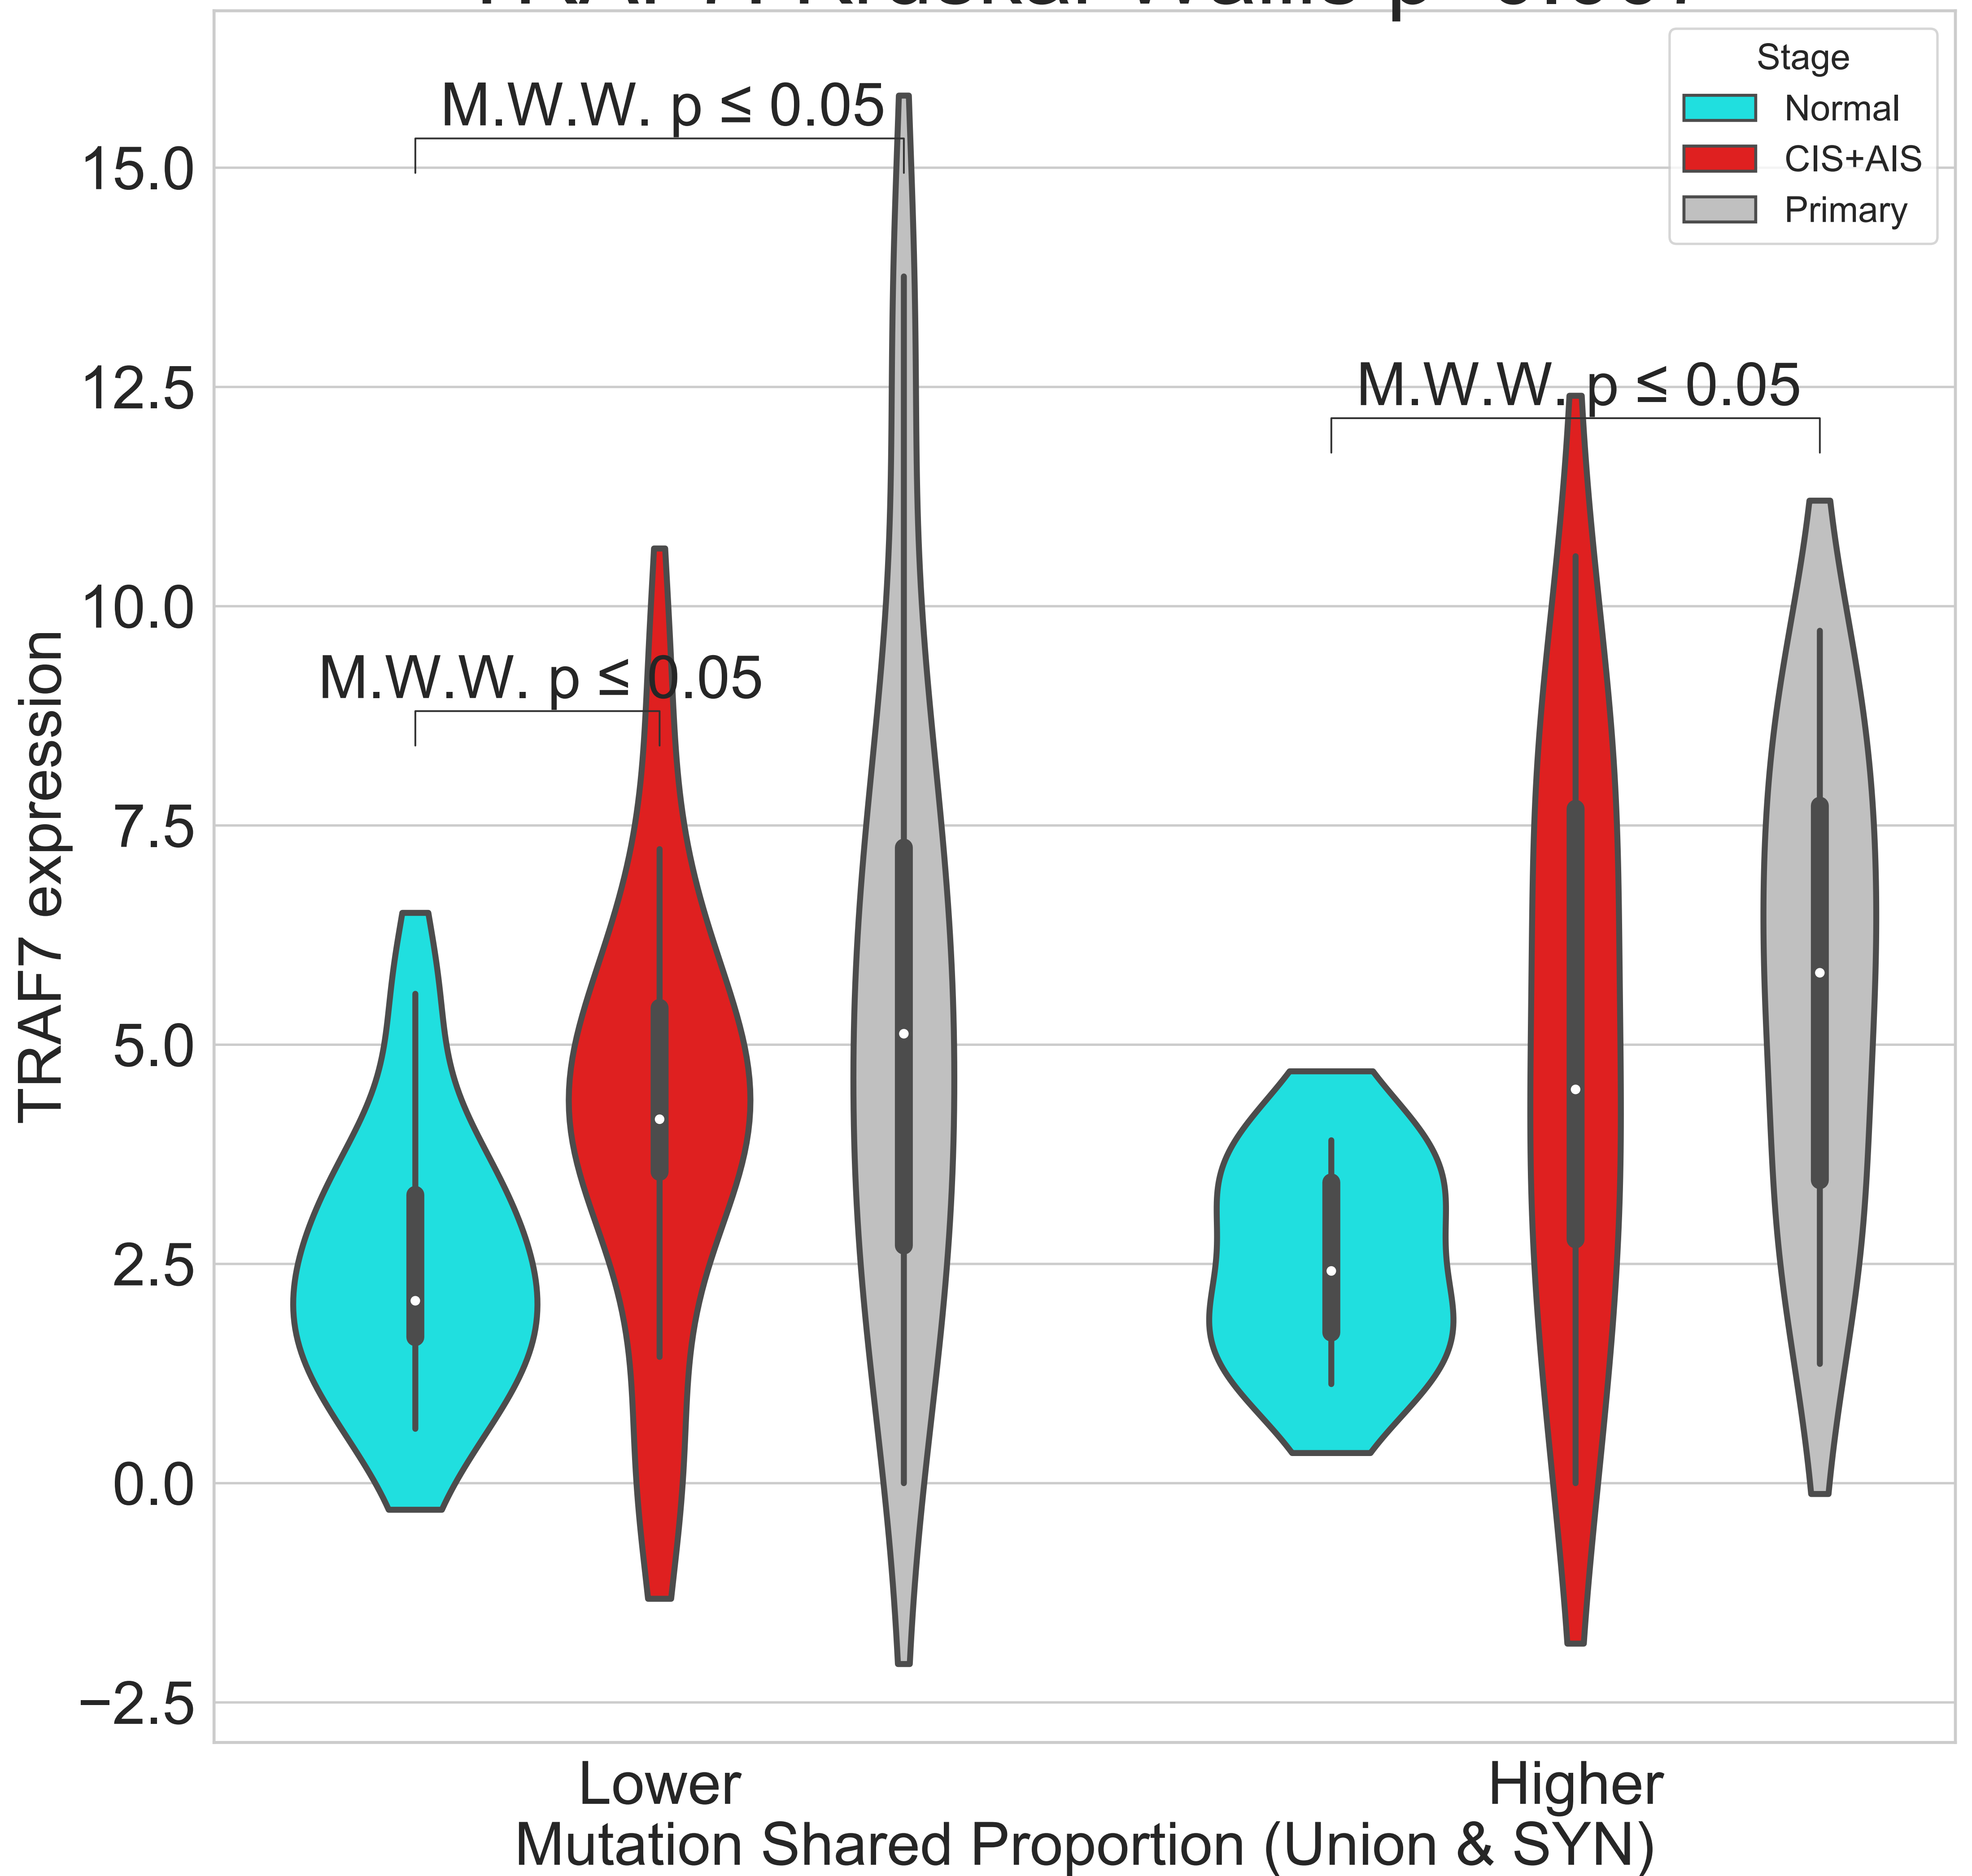 Stage
Normal
CIS+AIS
Primary
M.W.W. p ≤ 0.05
M.W.W. p ≤ 0.05
M.W.W. p ≤ 0.05
15.0
12.5
10.0
7.5
5.0
2.5
0.0
−2.5
TRAF7 expression
Lower
Higher
Mutation Shared Proportion (Union & SYN)